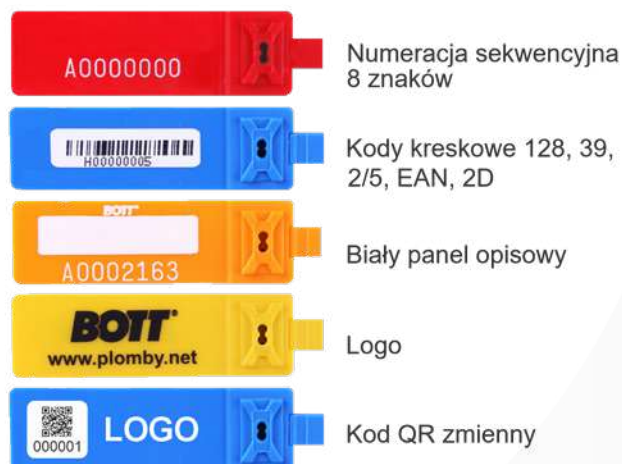 A0000000
Numeracja sekwencyjna
8 znaków
H00000005
Kody kreskowe 128, 39,
2/5, EAN, 2D
BOTT
A0002163
Biały panel opisowy
BOTT
www.plomby.net
Logo
000001
LOGO
Kod QR zmienny